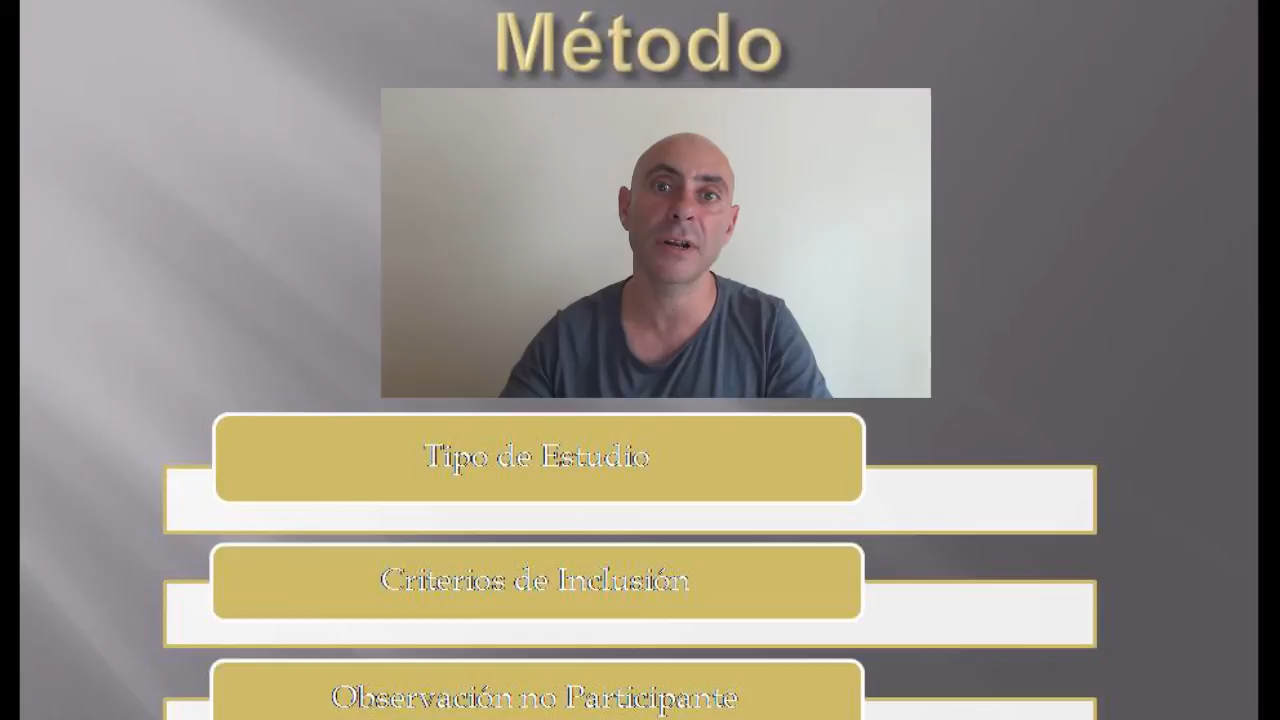 Método
Tipo de Estudio
Criterios de Inclusión
Observación no Participante